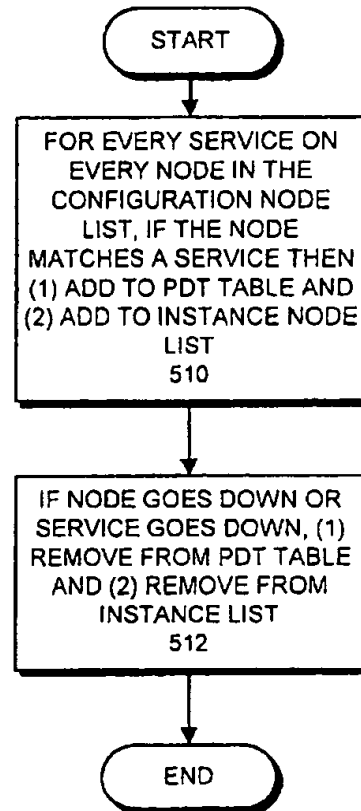 START
FOR EVERY SERVICE ON
EVERY NODE IN THE
CONFIGURATION NODE
LIST, IF THE NODE
MATCHES A SERVICE THEN
(1) ADD TO PDT TABLE AND
(2) ADD TO INSTANCE NODE
LIST
510
IF NODE GOES DOWN OR
SERVICE GOES DOWN, (1)
REMOVE FROM PDT TABLE
AND (2) REMOVE FROM
INSTANCE LIST
512
END